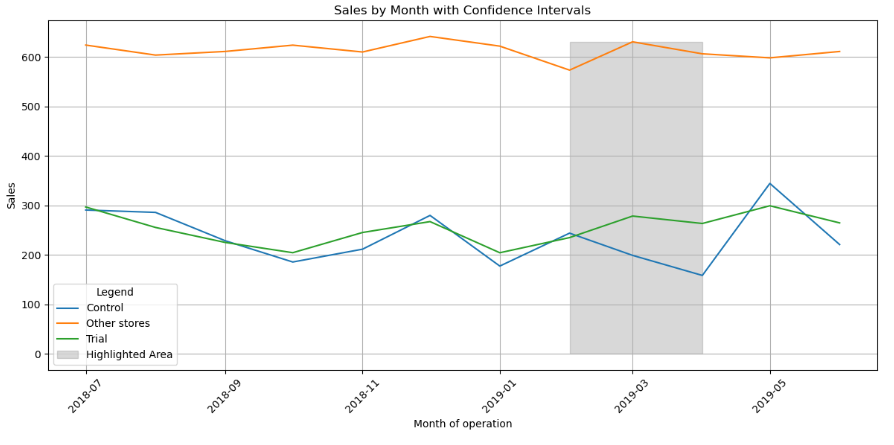 Sales by Month with Confidence Intervals
Sales
600
500
400
300
200
100
0
Legend
Control
Other stores
Trial
Highlighted Area
2018-07
2018-09
2018-11
2019-01
2019-03
2019-05
Month of operation